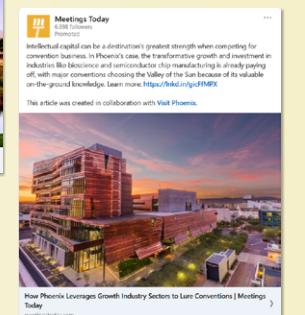 Meetings Today
6,098 followers
Promoted
Intellectual capital can be a destination's greatest strength when competing for
convention business. In Phoenix's case, the transformative growth and investment in
industries like bioscience and semiconductor chip manufacturing is already paying
off, with major conventions choosing the Valley of the Sun because of its valuable
on-the-ground knowledge. Learn more:
This article was created in collaboration with Visit Phoenix.
How Phoenix Leverages Growth Industry Sectors to Lure Conventions | Meetings
Today